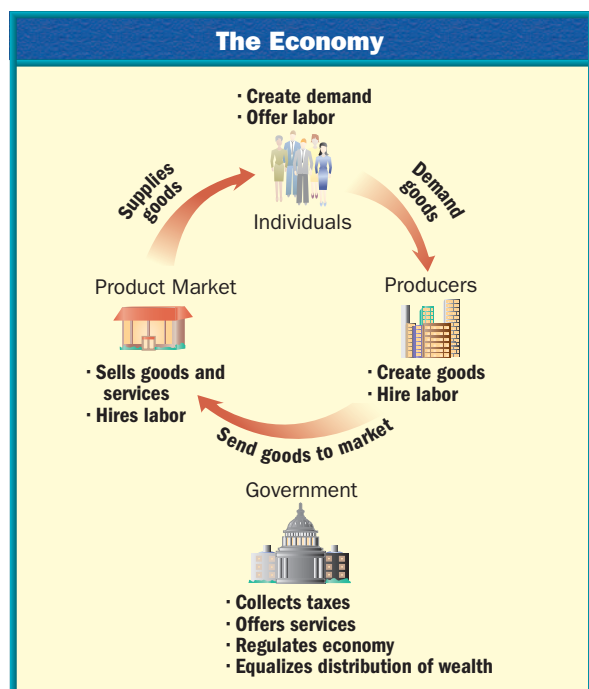 The Economy
· Create demand
· Offer labor
Supplies
goods
Demand
goods
Individuals
Product Market
Producers
· Sells goods and
services
· Hires labor
· Create goods
· Hire labor
Send goods to market
Government
· Collects taxes
· Offers services
· Regulates economy
· Equalizes distribution of wealth